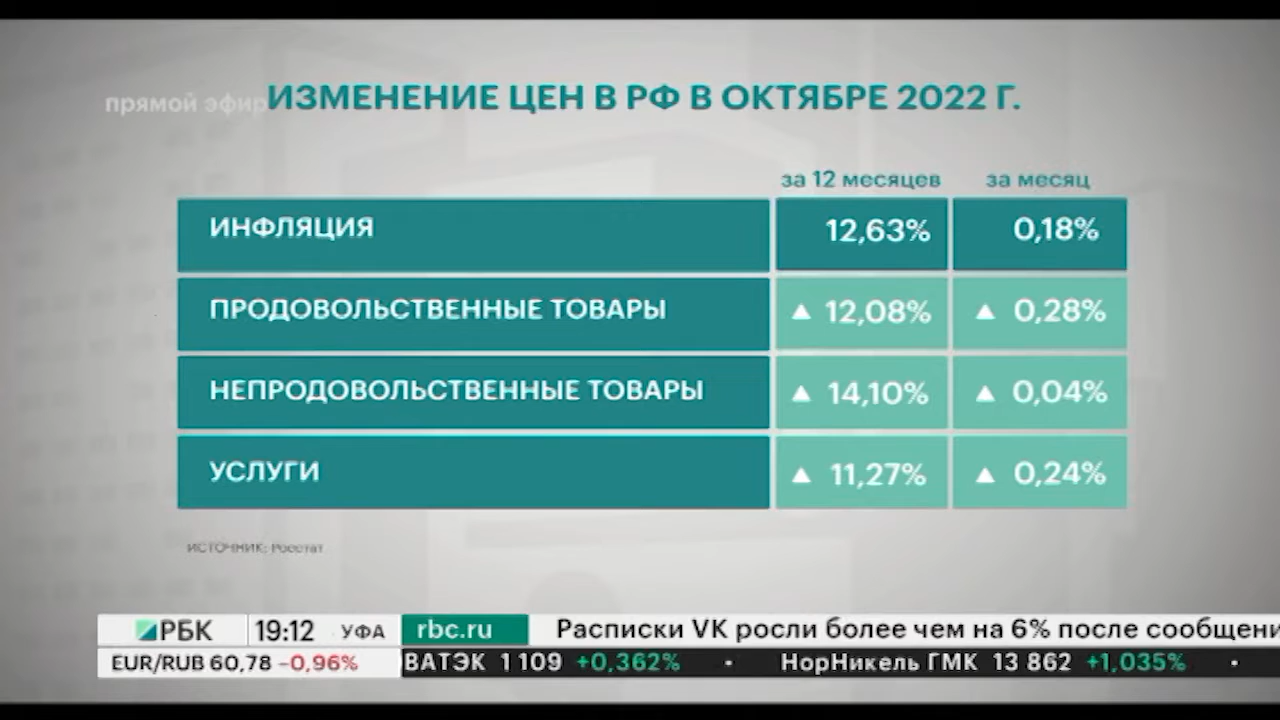 прямой эфир
ИЗМЕНЕНИЕ ЦЕН В РФ В ОКТЯБРЕ 2022 Г.
за 12 месяцев за месяц
ИНФЛЯЦИЯ 12,63% 0,18%
ПРОДОВОЛЬСТВЕННЫЕ ТОВАРЫ ▲ 12,08% ▲ 0,28%
НЕПРОДОВОЛЬСТВЕННЫЕ ТОВАРЫ ▲ 14,10% ▲ 0,04%
УСЛУГИ ▲ 11,27% ▲ 0,24%
ИСТОЧНИК: Росстат
РБК 19:12 УФА rbc.ru Расписки VK росли более чем на 6% после сообщени
EUR/RUB 60,78 −0,96% ВАТЭК 1 109 +0,362% • НорНикель ГМК 13 862 +1,035% •